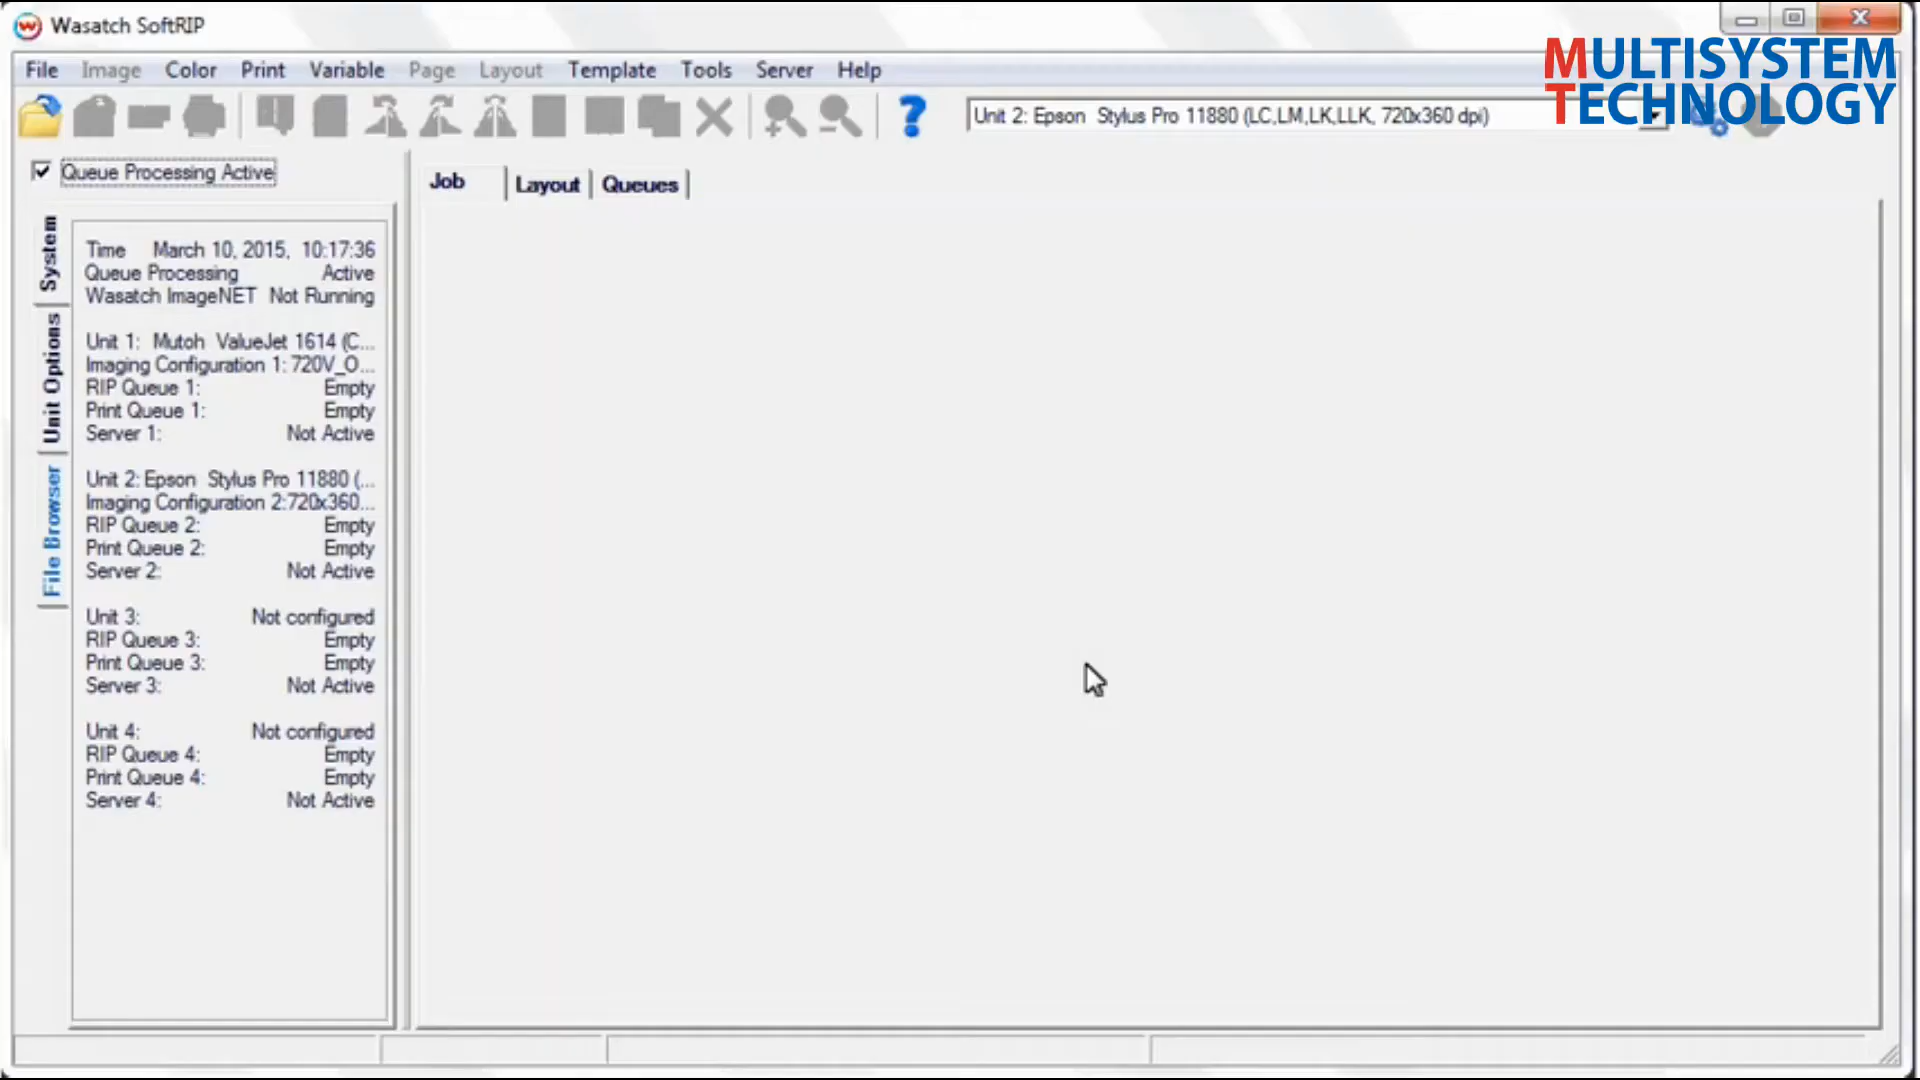 Wasatch SoftRIP
MULTISYSTEM
TECHNOLOGY
File Image Color Print Variable Page Layout Template Tools Server Help
Unit 2: Epson Stylus Pro 11880 (LC,LM,LK,LLK, 720x360 dpi)
Queue Processing Active
Job Layout Queues
System
Unit Options
File Browser
Time March 10, 2015, 10:17:36
Queue Processing Active
Wasatch ImageNET Not Running
Unit 1: Mutoh ValueJet 1614 (C...
Imaging Configuration 1: 720V_O...
RIP Queue 1: Empty
Print Queue 1: Empty
Server 1: Not Active
Unit 2: Epson Stylus Pro 11880 (...
Imaging Configuration 2:720x360...
RIP Queue 2: Empty
Print Queue 2: Empty
Server 2: Not Active
Unit 3: Not configured
RIP Queue 3: Empty
Print Queue 3: Empty
Server 3: Not Active
Unit 4: Not configured
RIP Queue 4: Empty
Print Queue 4: Empty
Server 4: Not Active